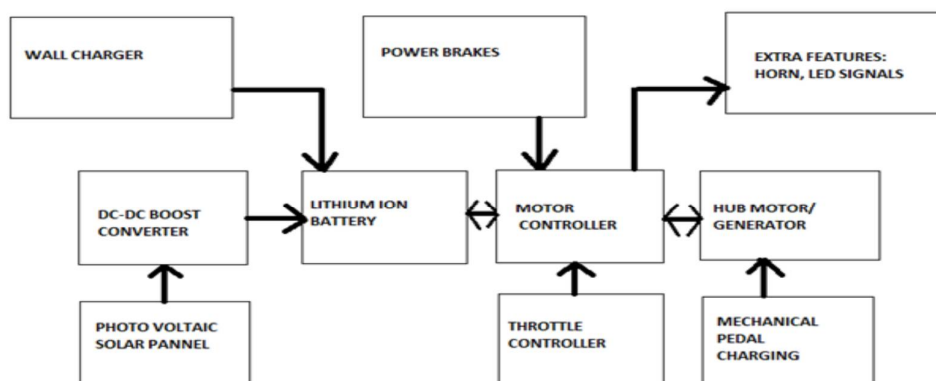 WALL CHARGER
POWER BRAKES
EXTRA FEATURES:
HORN, LED SIGNALS
DC-DC BOOST
CONVERTER
LITHIUM ION
BATTERY
MOTOR
CONTROLLER
HUB MOTOR/
GENERATOR
PHOTO VOLTAIC
SOLAR PANNEL
THROTTLE
CONTROLLER
MECHANICAL
PEDAL
CHARGING